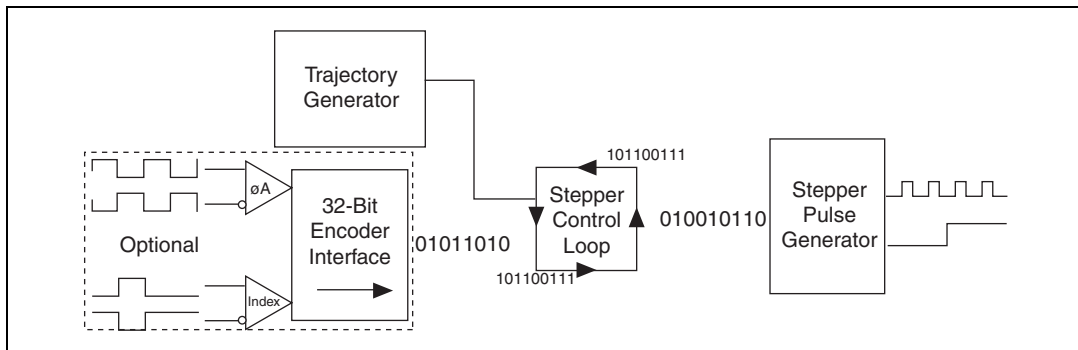 Trajectory
Generator
101100111
øA
32-Bit
Encoder
Interface
Optional
01011010
Stepper
Control
Loop
010010110
Stepper
Pulse
Generator
101100111
Index